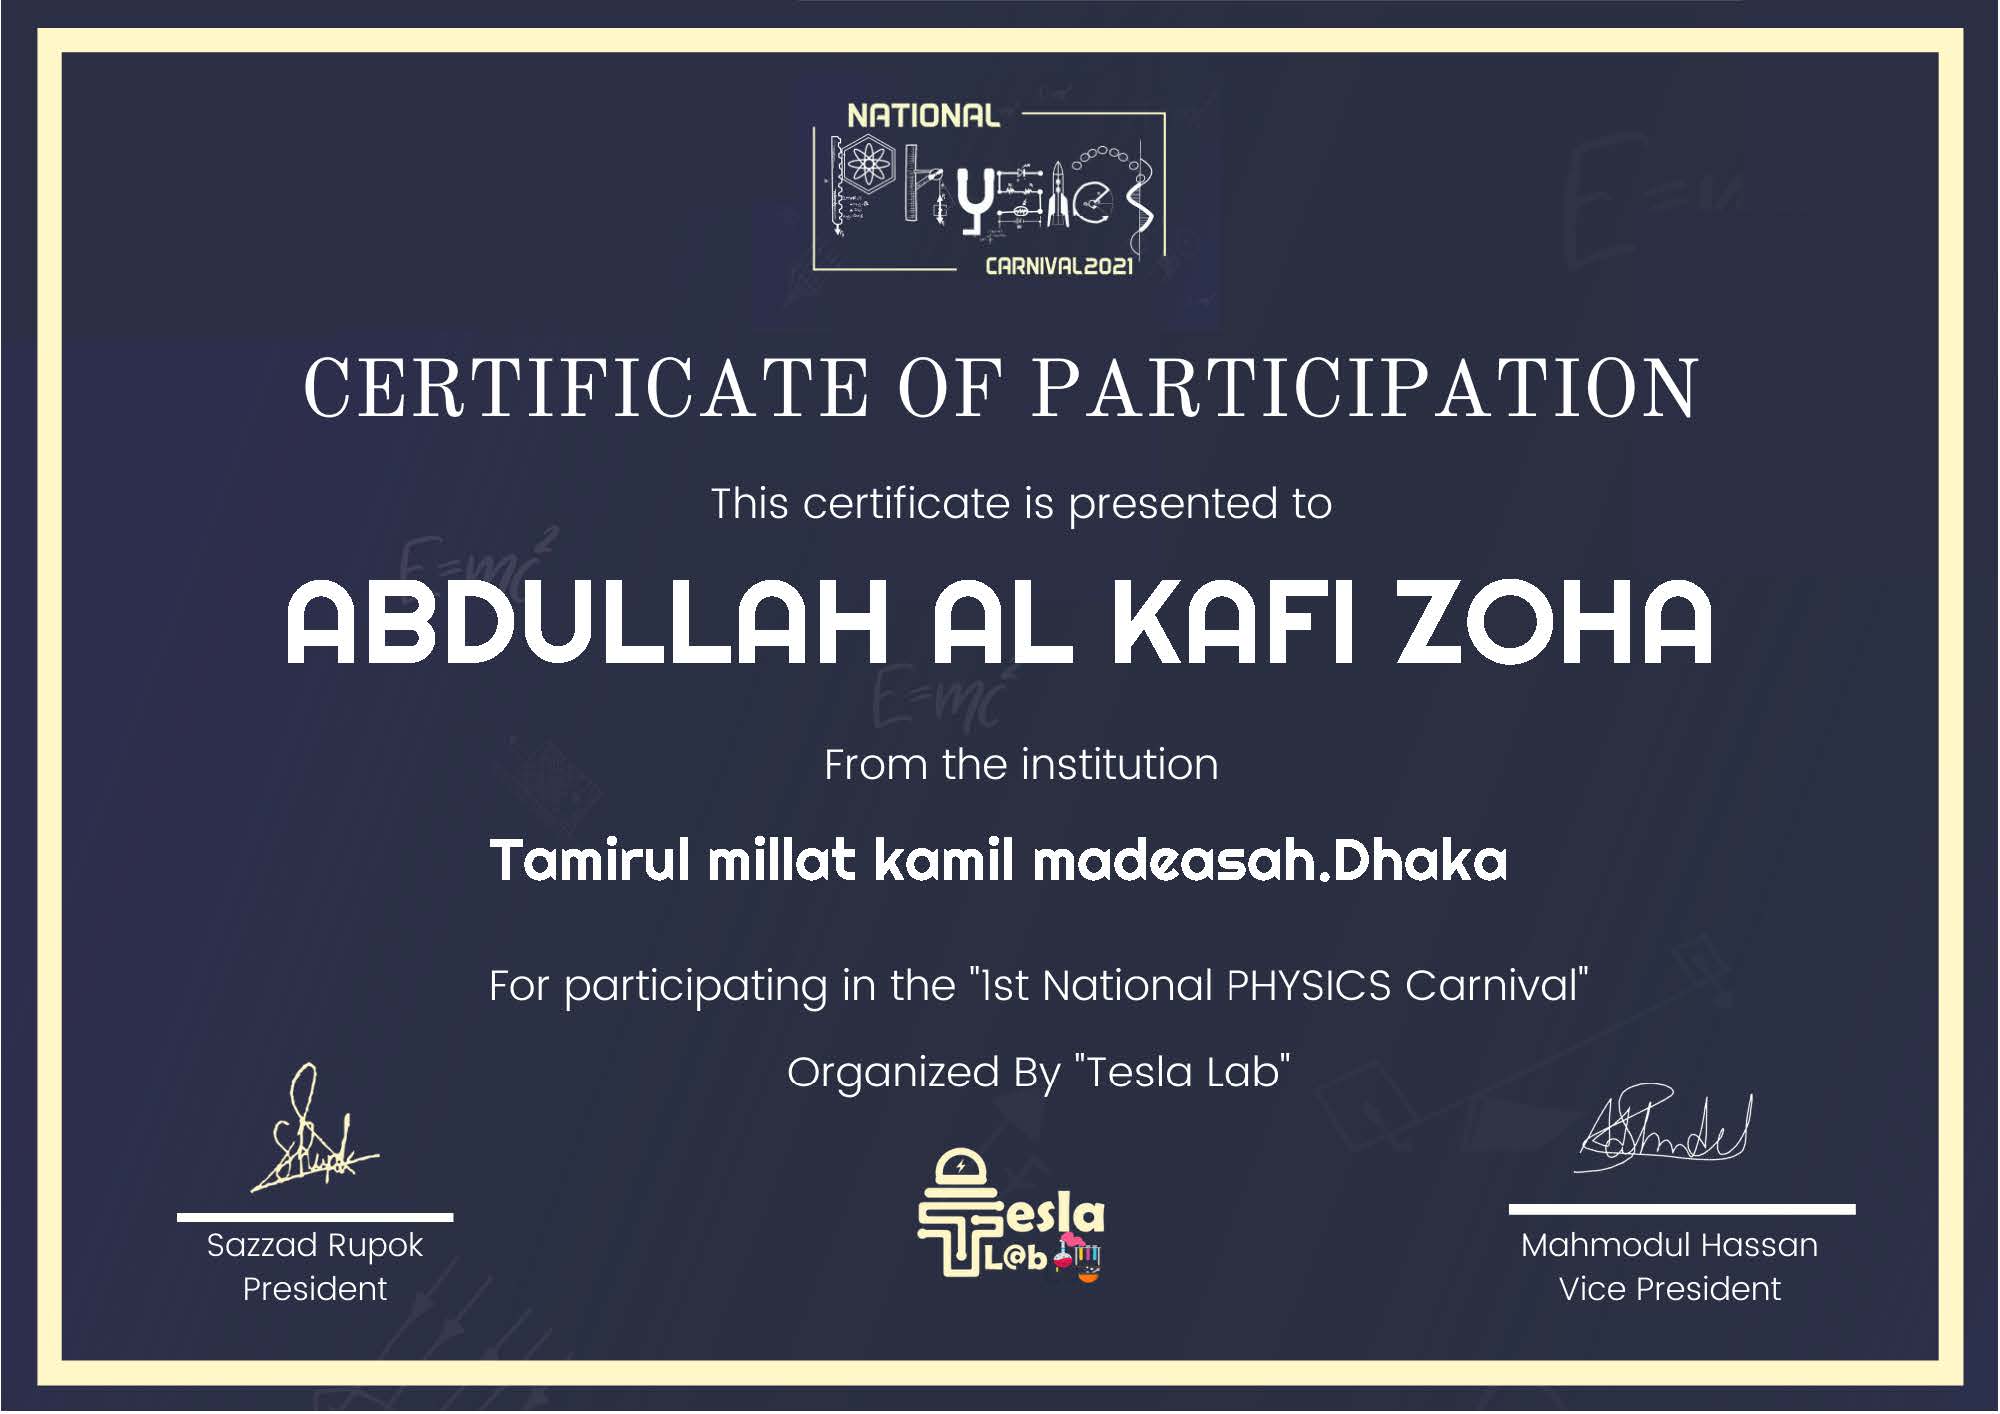 NATIONAL
PhYSICS
CARNIVAL2021
CERTIFICATE OF PARTICIPATION
This certificate is presented to
E=mc²
ABDULLAH AL KAFI ZOHA
E=mc²
From the institution
Tamirul millat kamil madeasah.Dhaka
For participating in the "1st National PHYSICS Carnival"
Organized By "Tesla Lab"
Tesla
L@b
Sazzad Rupok
President
Mahmodul Hassan
Vice President